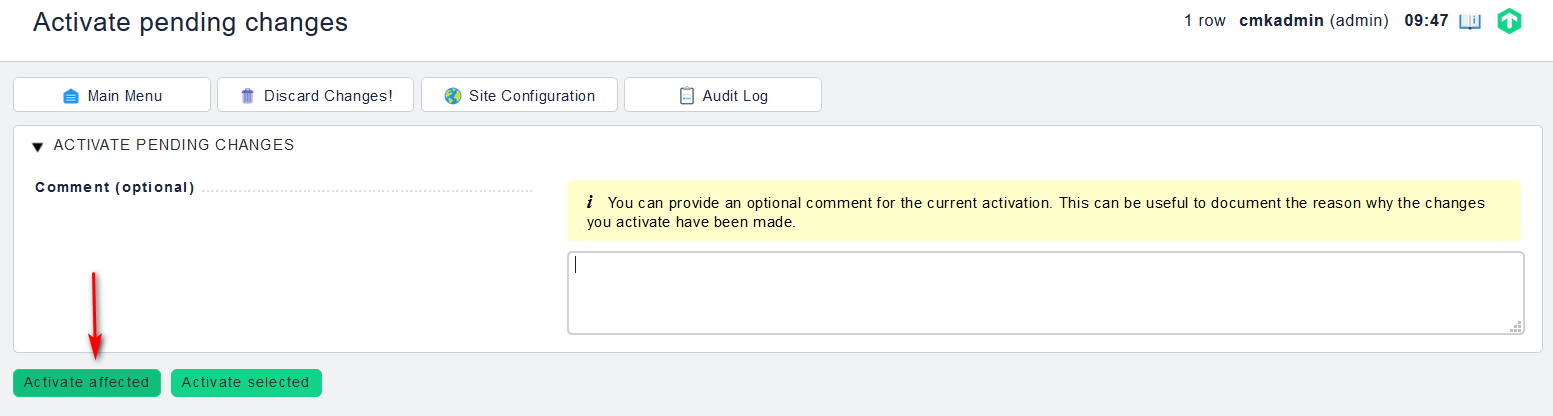 Activate pending changes
1 row cmkadmin (admin) 09:47
Main Menu
Discard Changes!
Site Configuration
Audit Log
ACTIVATE PENDING CHANGES
Comment (optional)
i You can provide an optional comment for the current activation. This can be useful to document the reason why the changes
you activate have been made.
Activate affected
Activate selected